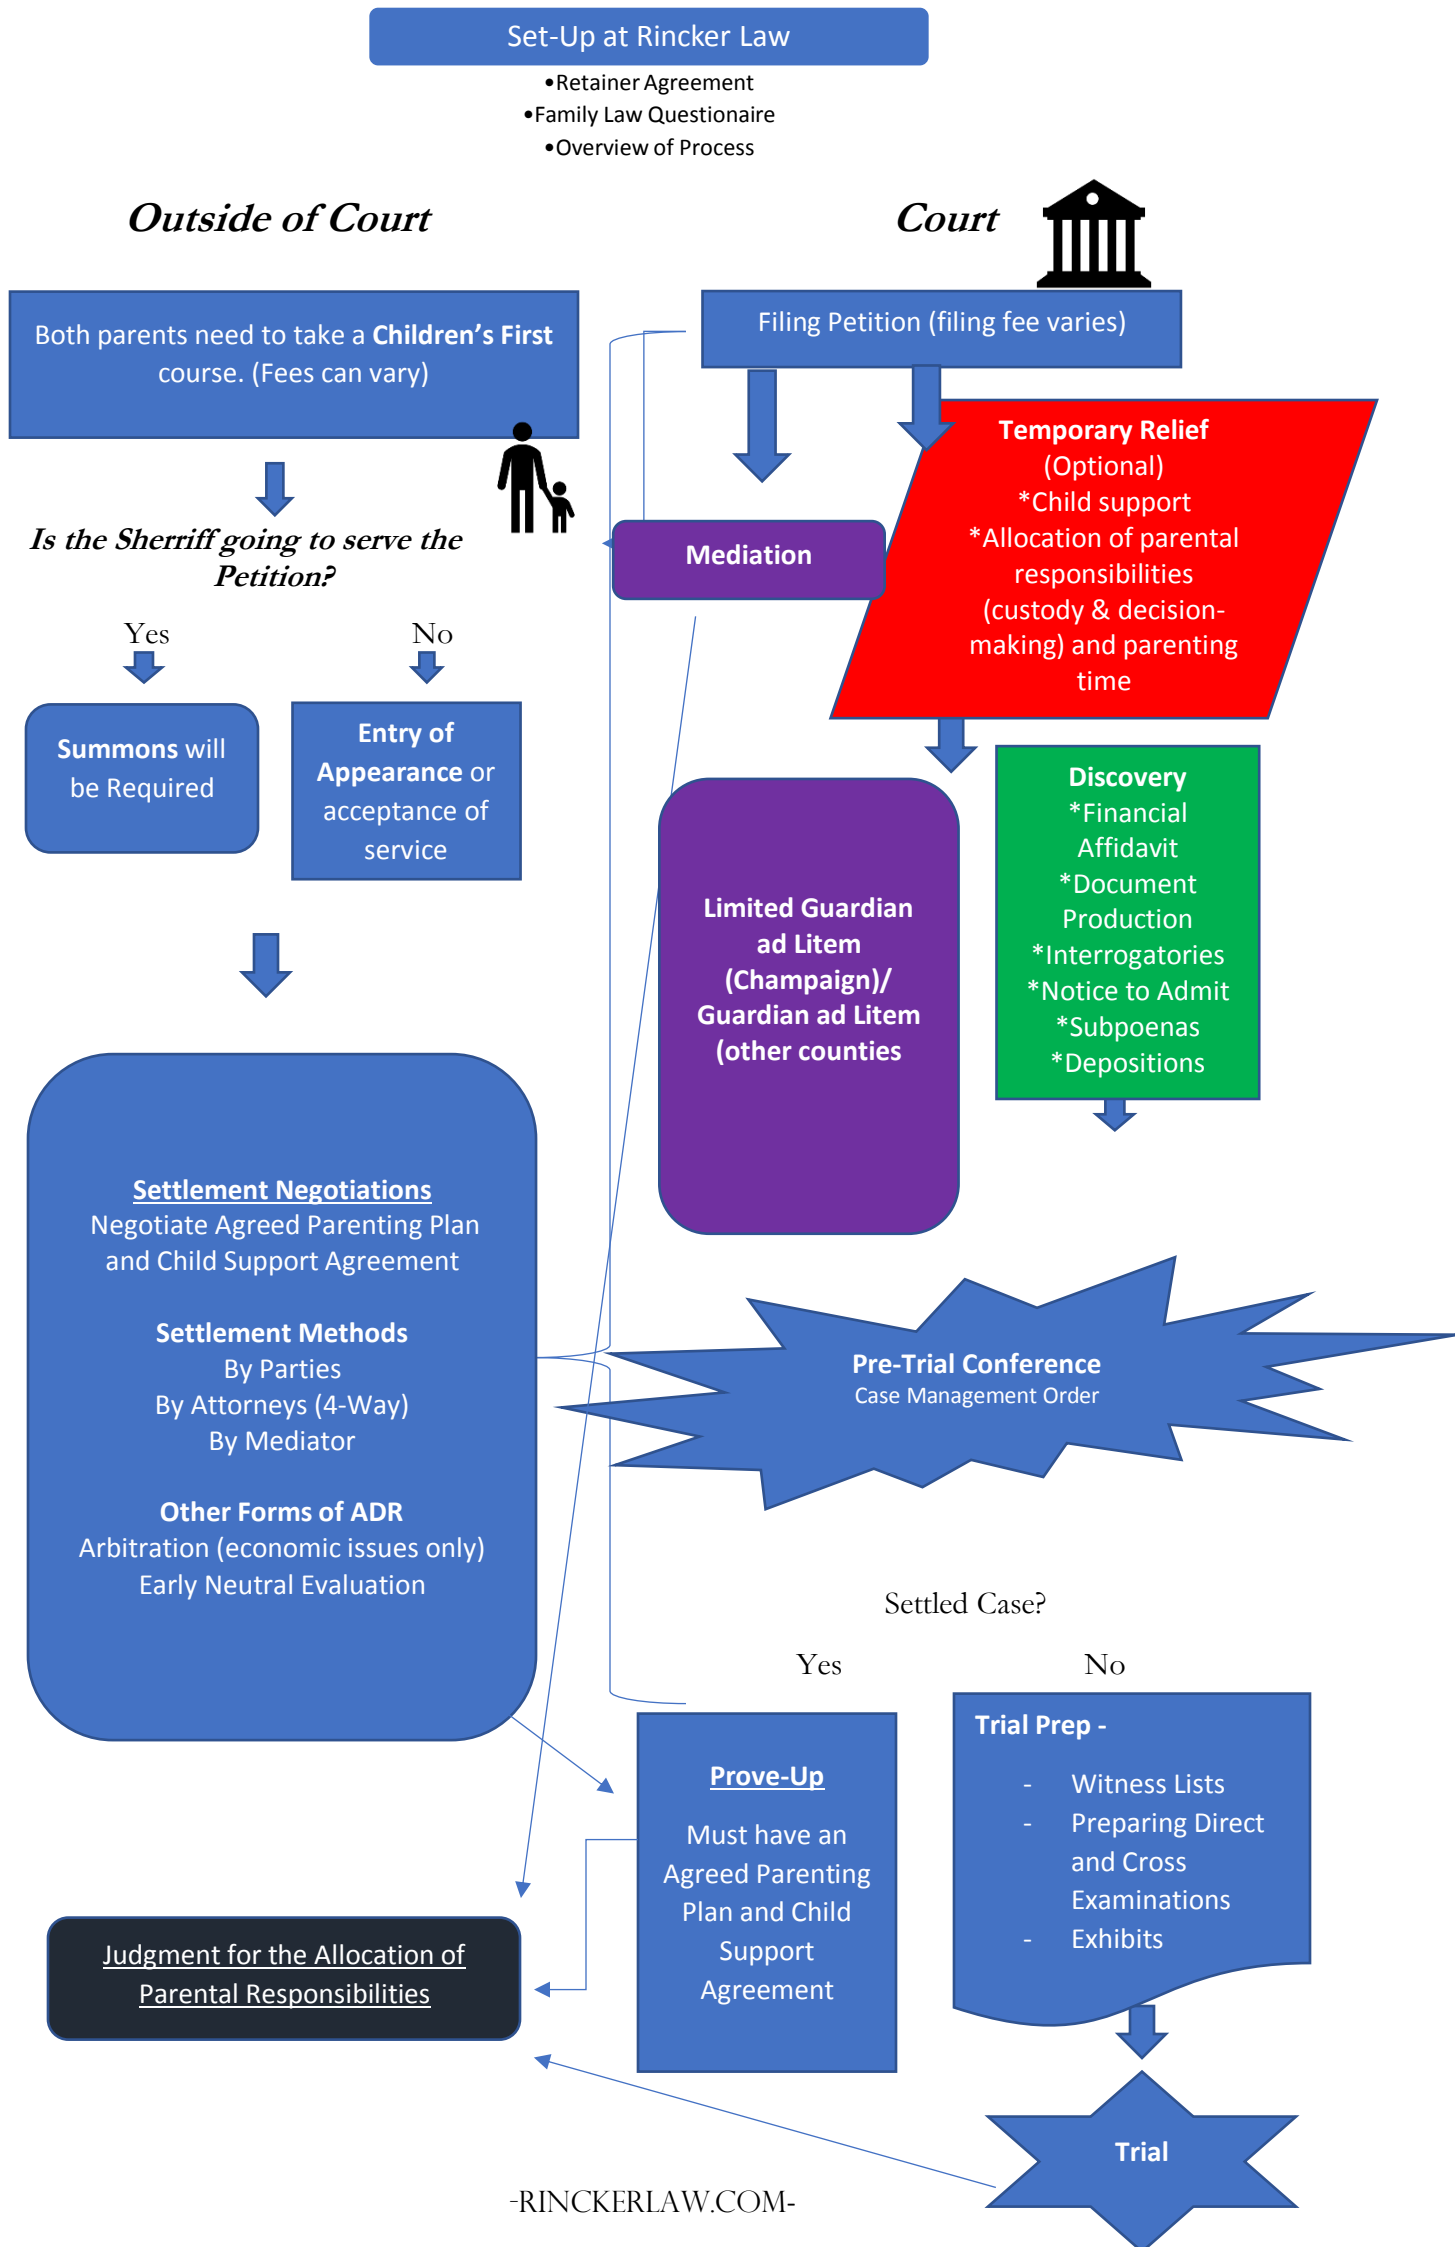 Set-Up at Rincker Law
•Retainer Agreement
•Family Law Questionaire
•Overview of Process
Outside of Court
Court
Both parents need to take a Children's First
course. (Fees can vary)
Filing Petition (filing fee varies)
Is the Sherriff going to serve the
Petition?
Yes
No
Summons will
be Required
Entry of
Appearance or
acceptance of
service
Mediation
Temporary Relief
(Optional)
*Child support
*Allocation of parental
responsibilities
(custody & decision-
making) and parenting
time
Limited Guardian
ad Litem
(Champaign)/
Guardian ad Litem
(other counties
Discovery
*Financial
Affidavit
*Document
Production
*Interrogatories
*Notice to Admit
*Subpoenas
*Depositions
Settlement Negotiations
Negotiate Agreed Parenting Plan
and Child Support Agreement
Settlement Methods
By Parties
By Attorneys (4-Way)
By Mediator
Other Forms of ADR
Arbitration (economic issues only)
Early Neutral Evaluation
Pre-Trial Conference
Case Management Order
Settled Case?
Yes
No
Prove-Up
Must have an
Agreed Parenting
Plan and Child
Support
Agreement
Trial Prep -
- Witness Lists
- Preparing Direct
and Cross
Examinations
- Exhibits
Judgment for the Allocation of
Parental Responsibilities
Trial
-RINCKERLAW.COM-